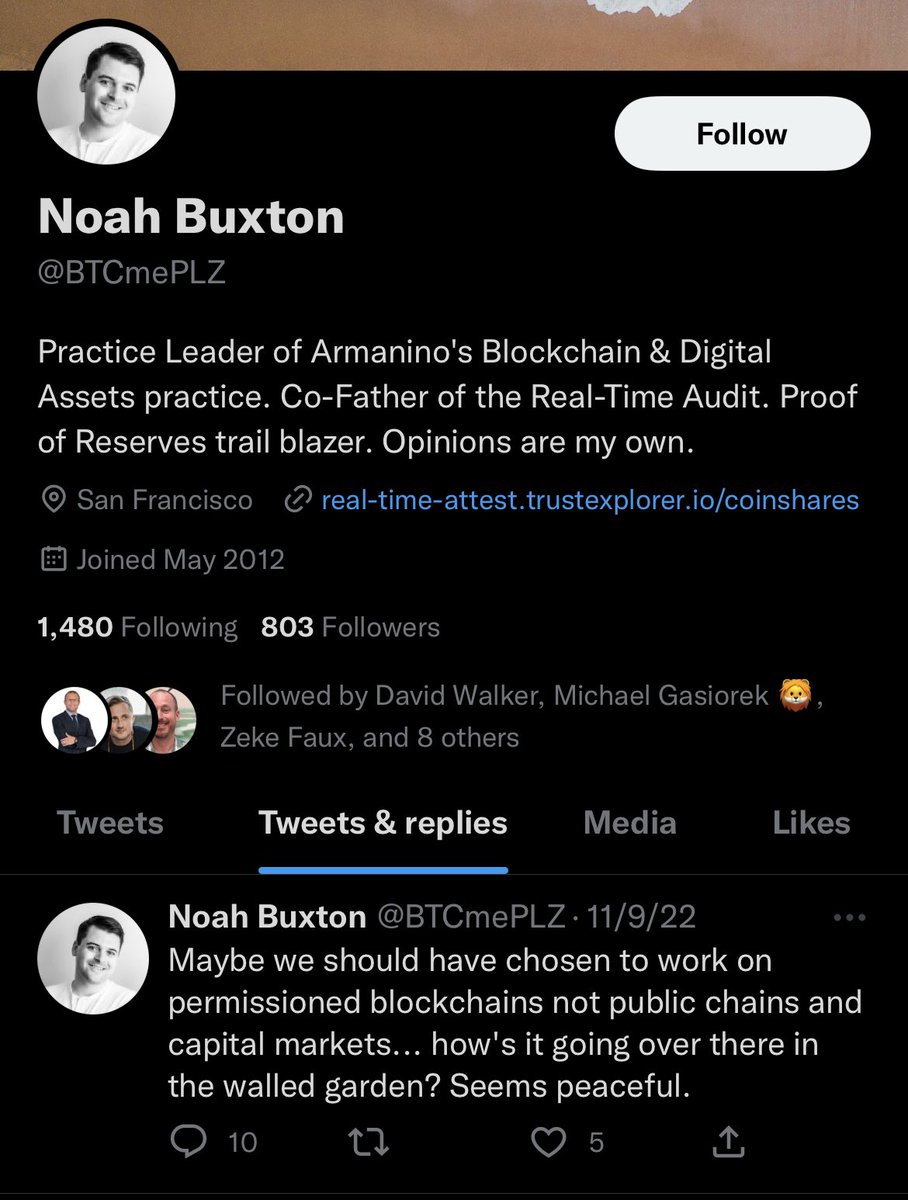 Follow
Noah Buxton
@BTCmePLZ
Practice Leader of Armanino's Blockchain & Digital
Assets practice. Co-Father of the Real-Time Audit. Proof
of Reserves trail blazer. Opinions are my own.
San Francisco real-time-attest.trustexplorer.io/coinshares
Joined May 2012
1,480 Following 803 Followers
Followed by David Walker, Michael Gasiorek 🦁,
Zeke Faux, and 8 others
Tweets Tweets & replies Media Likes
Noah Buxton @BTCmePLZ · 11/9/22
Maybe we should have chosen to work on
permissioned blockchains not public chains and
capital markets... how's it going over there in
the walled garden? Seems peaceful.
10 5